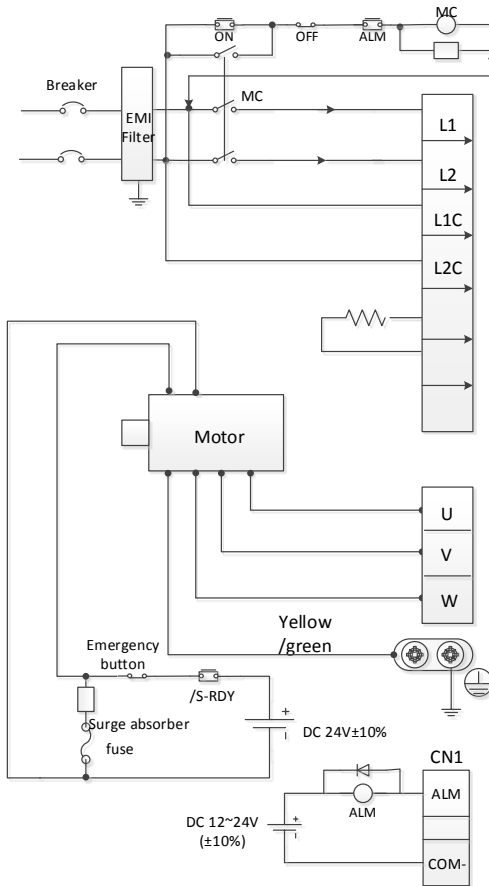 ON
OFF
ALM
MC
Breaker
EMI
Filter
MC
L1
L2
L1C
L2C
Motor
U
V
W
Yellow
/green
Emergency
button
/S-RDY
Surge absorber
fuse
+
-
DC 24V±10%
CN1
DC 12~24V
(±10%)
+
-
ALM
ALM
COM-